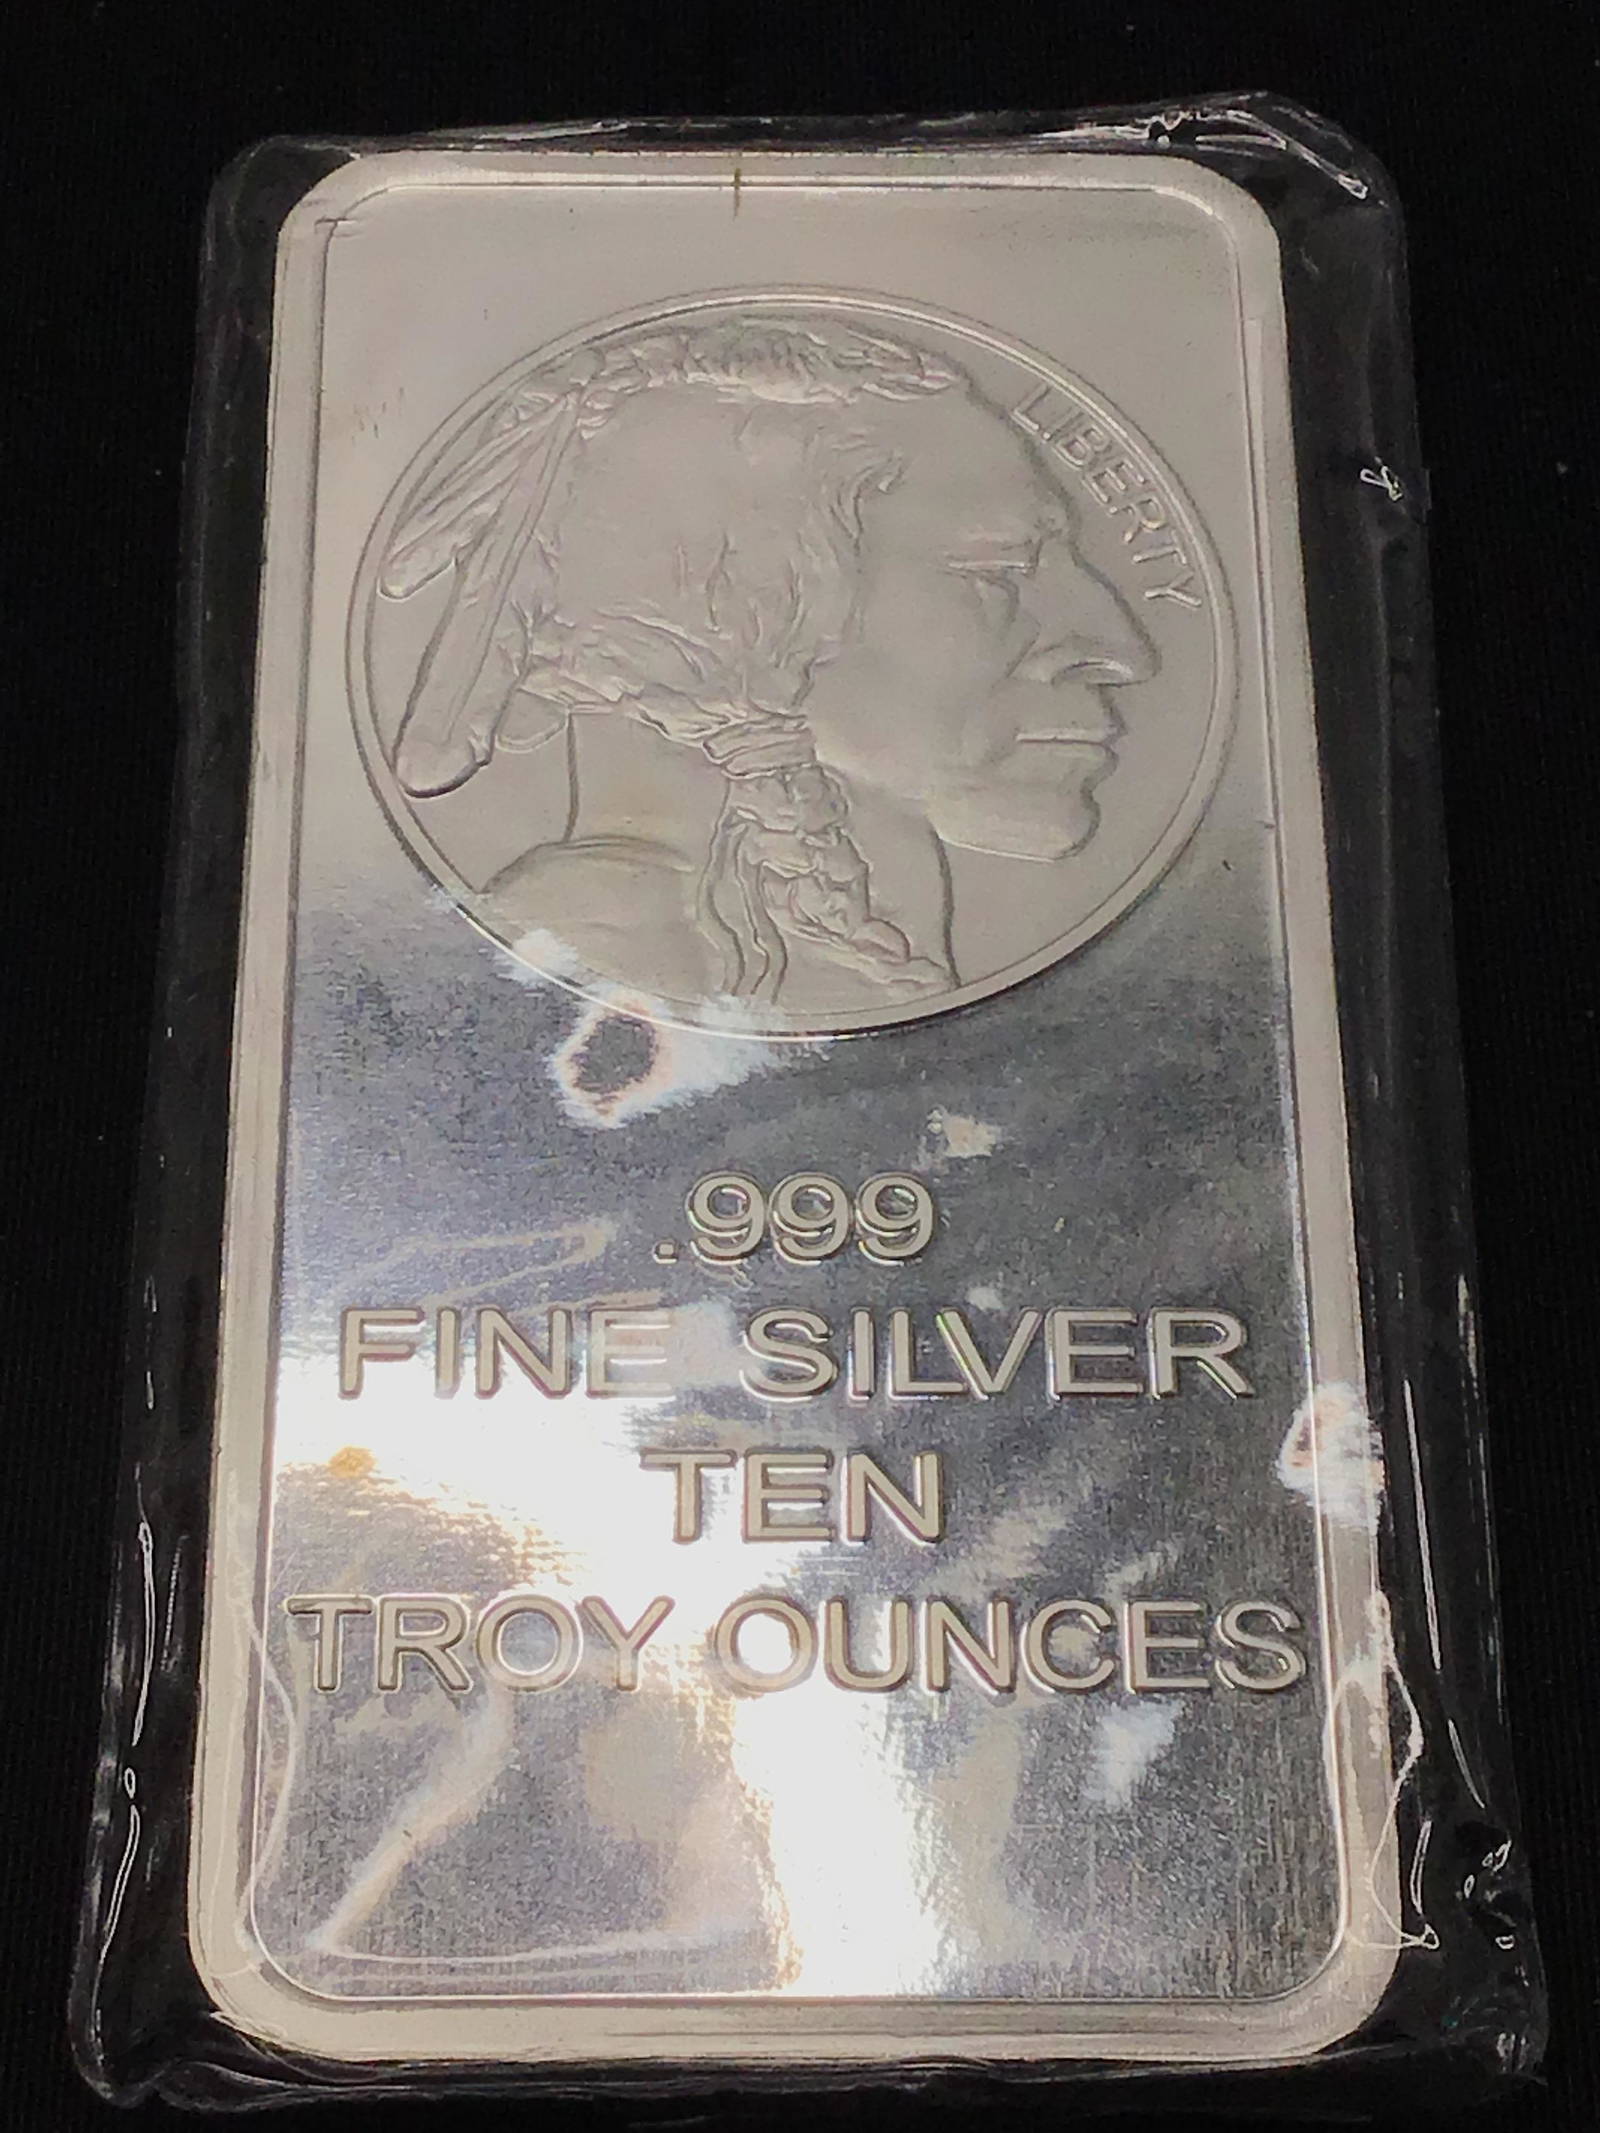 LIBERTY
.999
FINE SILVER
TEN
TROY OUNCES